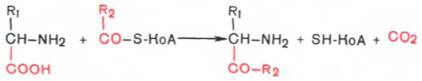 R₁ R₂ R₁
CH–NH₂ + CO–S-HoA → CH–NH₂ + SH-HoA + CO₂
COOH CO–R₂